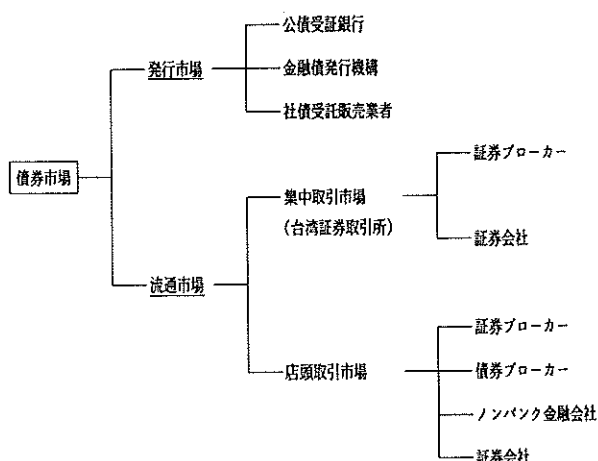 債券市場
発行市場
公債受証銀行
金融債発行機構
社債受託販売業者
流通市場
集中取引市場
(台湾証券取引所)
証券ブローカー
証券会社
店頭取引市場
証券ブローカー
債券ブローカー
ノンバンク金融会社
証券会社